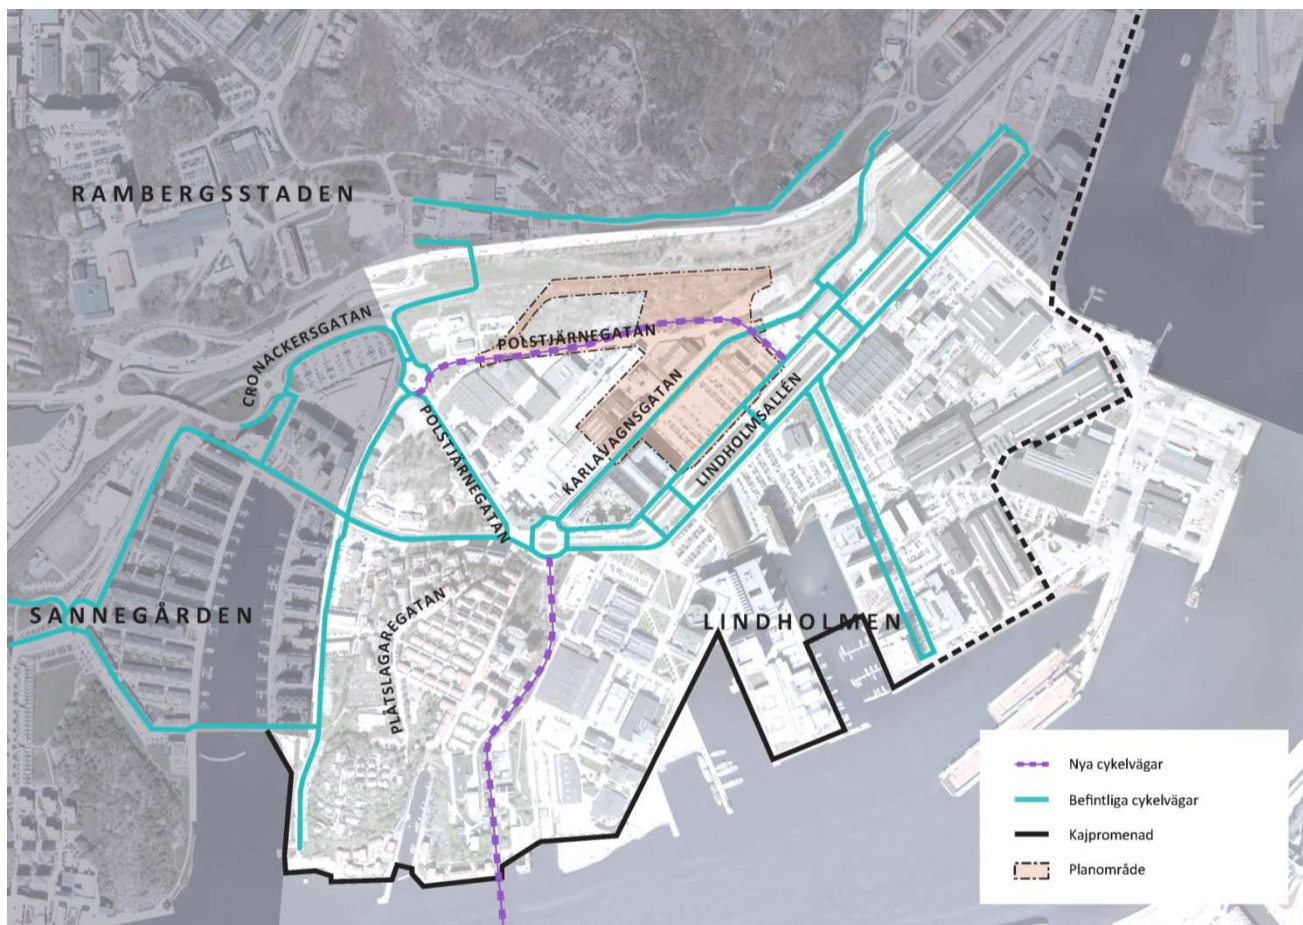 RAMBERGSSTADEN
CRONACKERSGATAN
POLSTJÄRNEGATAN
POLSTJÄRNEGATAN
KARLAVAGNSGATAN
LINDHOLMSALLÉN
SANNEGÅRDEN
PLÅTSLAGAREGATAN
LINDHOLMEN
Nya cykelvägar
Befintliga cykelvägar
Kajpromenad
Planområde